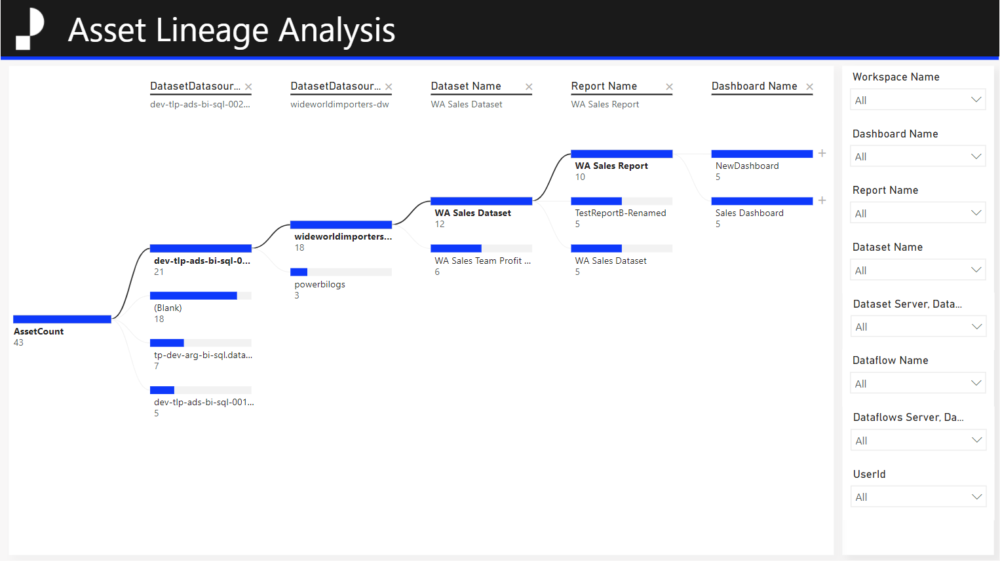 Asset Lineage Analysis
DatasetDatasour...
dev-tlp-ads-bi-sql-002...
DatasetDatasour...
wideworldimporters-dw
Dataset Name
WA Sales Dataset
Report Name
WA Sales Report
Dashboard Name
AssetCount
43
dev-tlp-ads-bi-sql-0...
21
(Blank)
18
tp-dev-arg-bi-sql.data...
7
dev-tlp-ads-bi-sql-001...
5
wideworldimporters...
18
powerbilogs
3
WA Sales Dataset
12
WA Sales Team Profit ...
6
WA Sales Report
10
TestReportB-Renamed
5
WA Sales Dataset
5
NewDashboard
5
Sales Dashboard
5
Workspace Name
All
Dashboard Name
All
Report Name
All
Dataset Name
All
Dataset Server, Data...
All
Dataflow Name
All
Dataflows Server, Da...
All
UserId
All